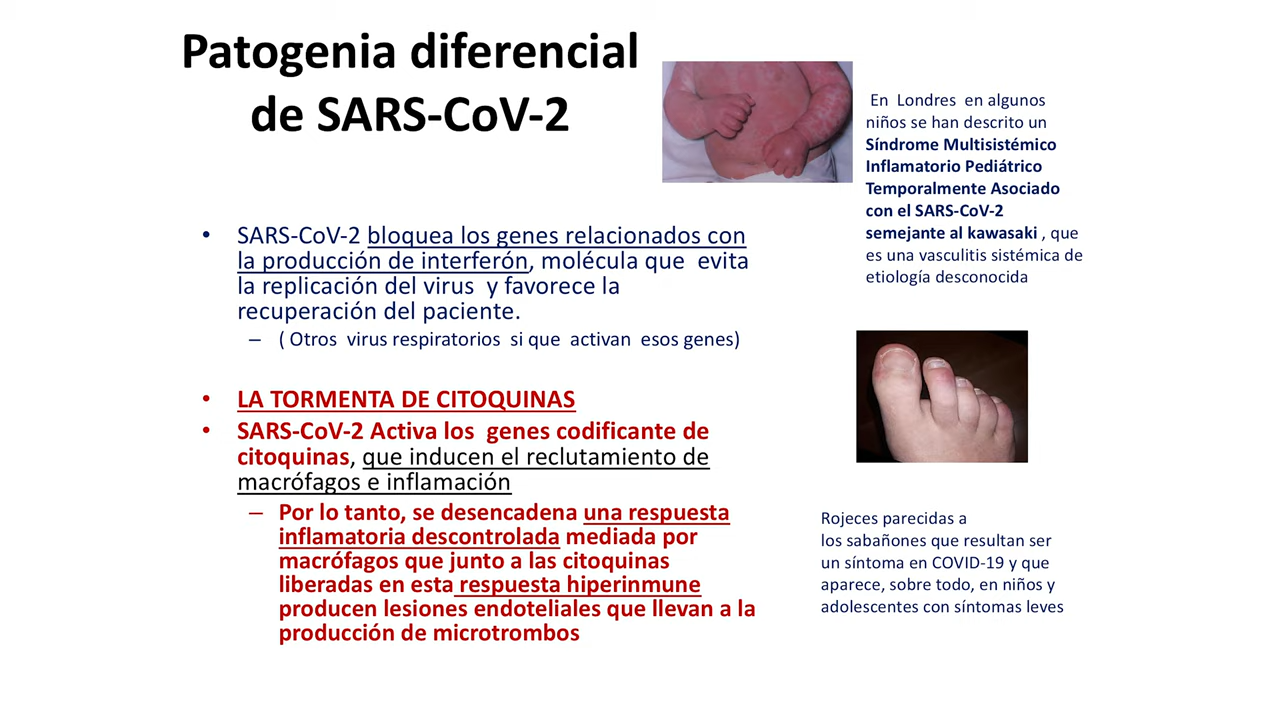 Patogenia diferencial
de SARS-CoV-2
En Londres en algunos
niños se han descrito un
Síndrome Multisistémico
Inflamatorio Pediátrico
Temporalmente Asociado
con el SARS-CoV-2
semejante al kawasaki , que
es una vasculitis sistémica de
etiología desconocida
• SARS-CoV-2 bloquea los genes relacionados con
la producción de interferón, molécula que evita
la replicación del virus y favorece la
recuperación del paciente.
– ( Otros virus respiratorios si que activan esos genes)
• LA TORMENTA DE CITOQUINAS
• SARS-CoV-2 Activa los genes codificante de
citoquinas, que inducen el reclutamiento de
macrófagos e inflamación
– Por lo tanto, se desencadena una respuesta
inflamatoria descontrolada mediada por
macrófagos que junto a las citoquinas
liberadas en esta respuesta hiperinmune
producen lesiones endoteliales que llevan a la
producción de microtrombos
Rojeces parecidas a
los sabañones que resultan ser
un síntoma en COVID-19 y que
aparece, sobre todo, en niños y
adolescentes con síntomas leves